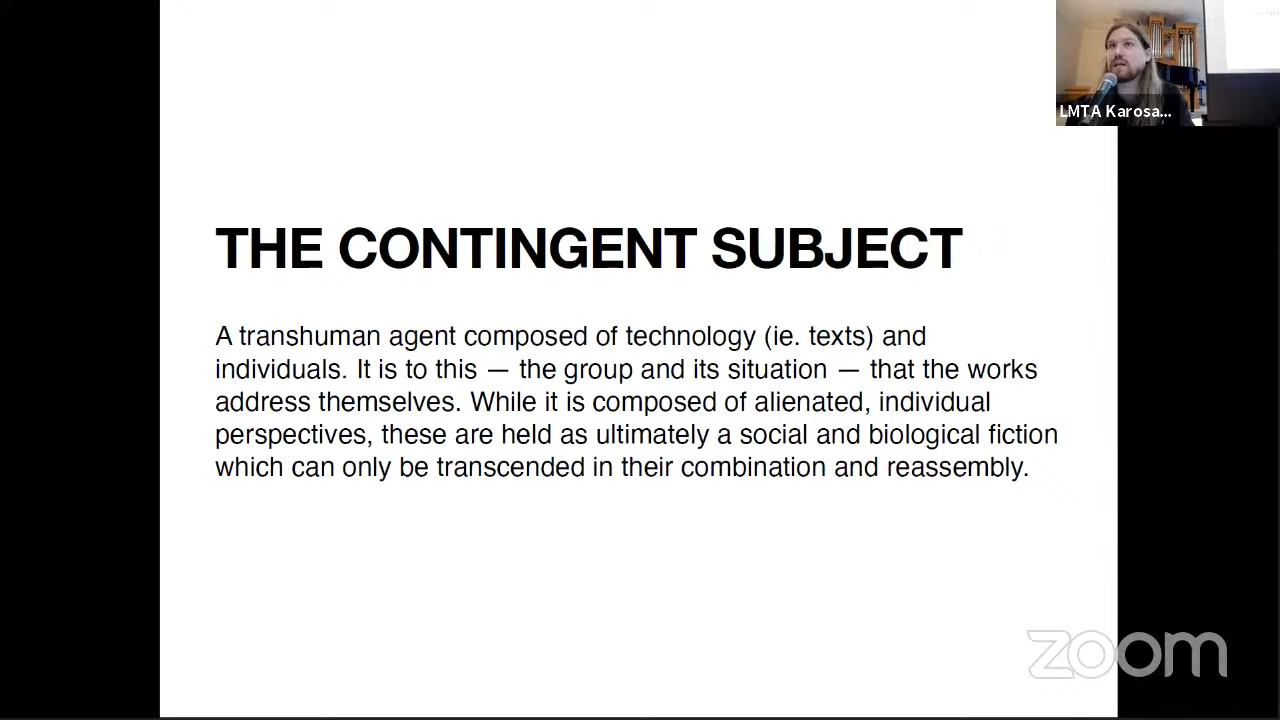 LMTA Karosa...
THE CONTINGENT SUBJECT
A transhuman agent composed of technology (ie. texts) and
individuals. It is to this — the group and its situation — that the works
address themselves. While it is composed of alienated, individual
perspectives, these are held as ultimately a social and biological fiction
which can only be transcended in their combination and reassembly.
zoom